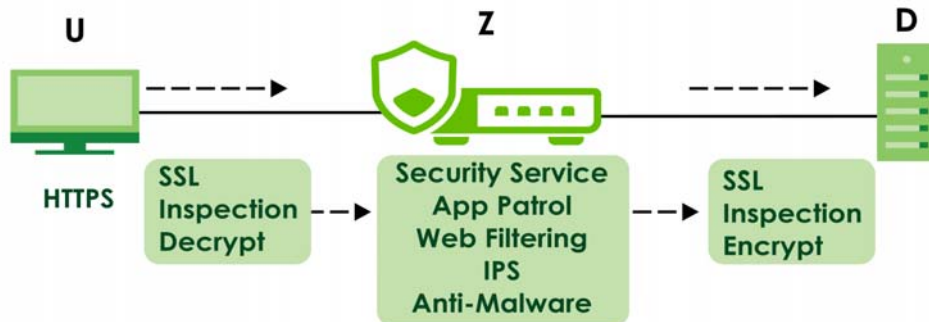 U
Z
D
HTTPS
SSL
Inspection
Decrypt
Security Service
App Patrol
Web Filtering
IPS
Anti-Malware
SSL
Inspection
Encrypt